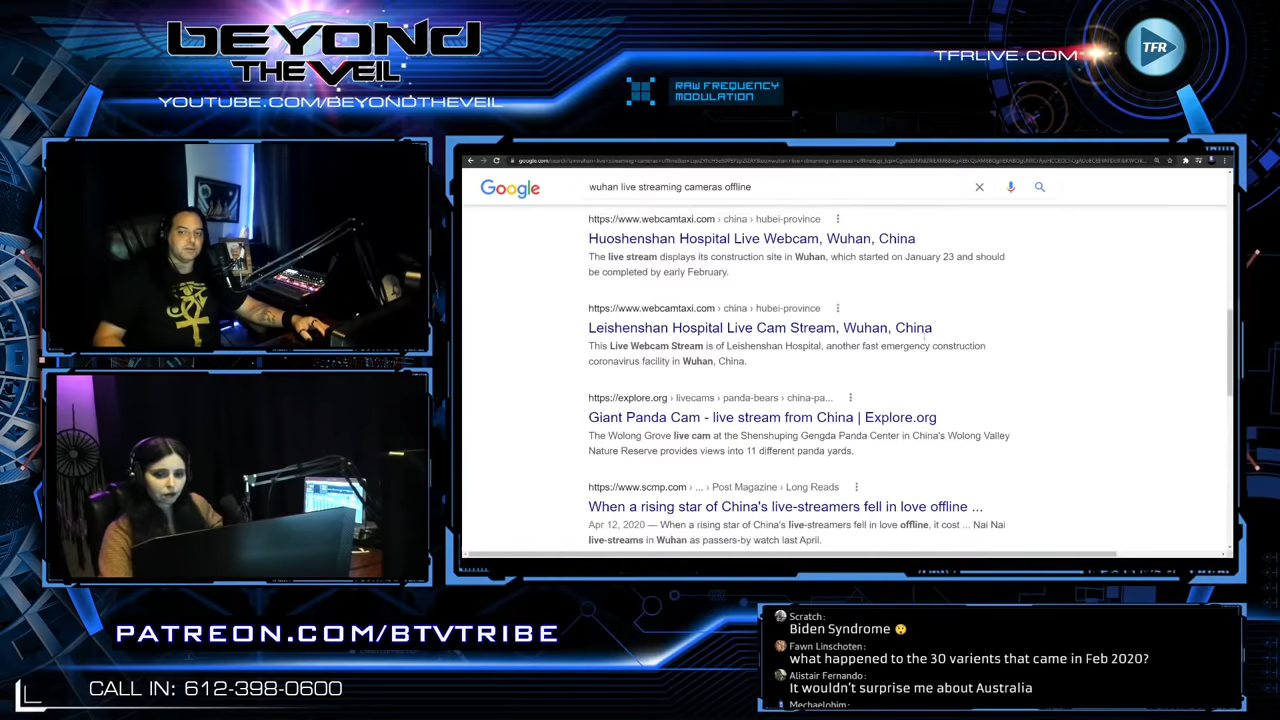 BEYOND
THE VEIL
YOUTUBE.COM/BEYONDTHEVEIL
RAW FREQUENCY
MODULATION
TFRLIVE.COM
TFR
Google
wuhan live streaming cameras offline
https://www.webcamtaxi.com › china › hubei-province
Huoshenshan Hospital Live Webcam, Wuhan, China
The live stream displays its construction site in Wuhan, which started on January 23 and should
be completed by early February.
https://www.webcamtaxi.com › china › hubei-province
Leishenshan Hospital Live Cam Stream, Wuhan, China
This Live Webcam Stream is of Leishenshan Hospital, another fast emergency construction
coronavirus facility in Wuhan, China.
https://explore.org › livecams › panda-bears › china-pa...
Giant Panda Cam - live stream from China | Explore.org
The Wolong Grove live cam at the Shenshuping Gengda Panda Center in China's Wolong Valley
Nature Reserve provides views into 11 different panda yards.
https://www.scmp.com › ... › Post Magazine › Long Reads
When a rising star of China's live-streamers fell in love offline ...
Apr 12, 2020 — When a rising star of China's live-streamers fell in love offline, it cost ... Nai Nai
live-streams in Wuhan as passers-by watch last April.
PATREON.COM/BTVTRIBE
CALL IN: 612-398-0600
Scratch:
Biden Syndrome 😲
Fawn Linschoten:
what happened to the 30 varients that came in Feb 2020?
Alistair Fernando:
It wouldn't surprise me about Australia
Mechaelohim: